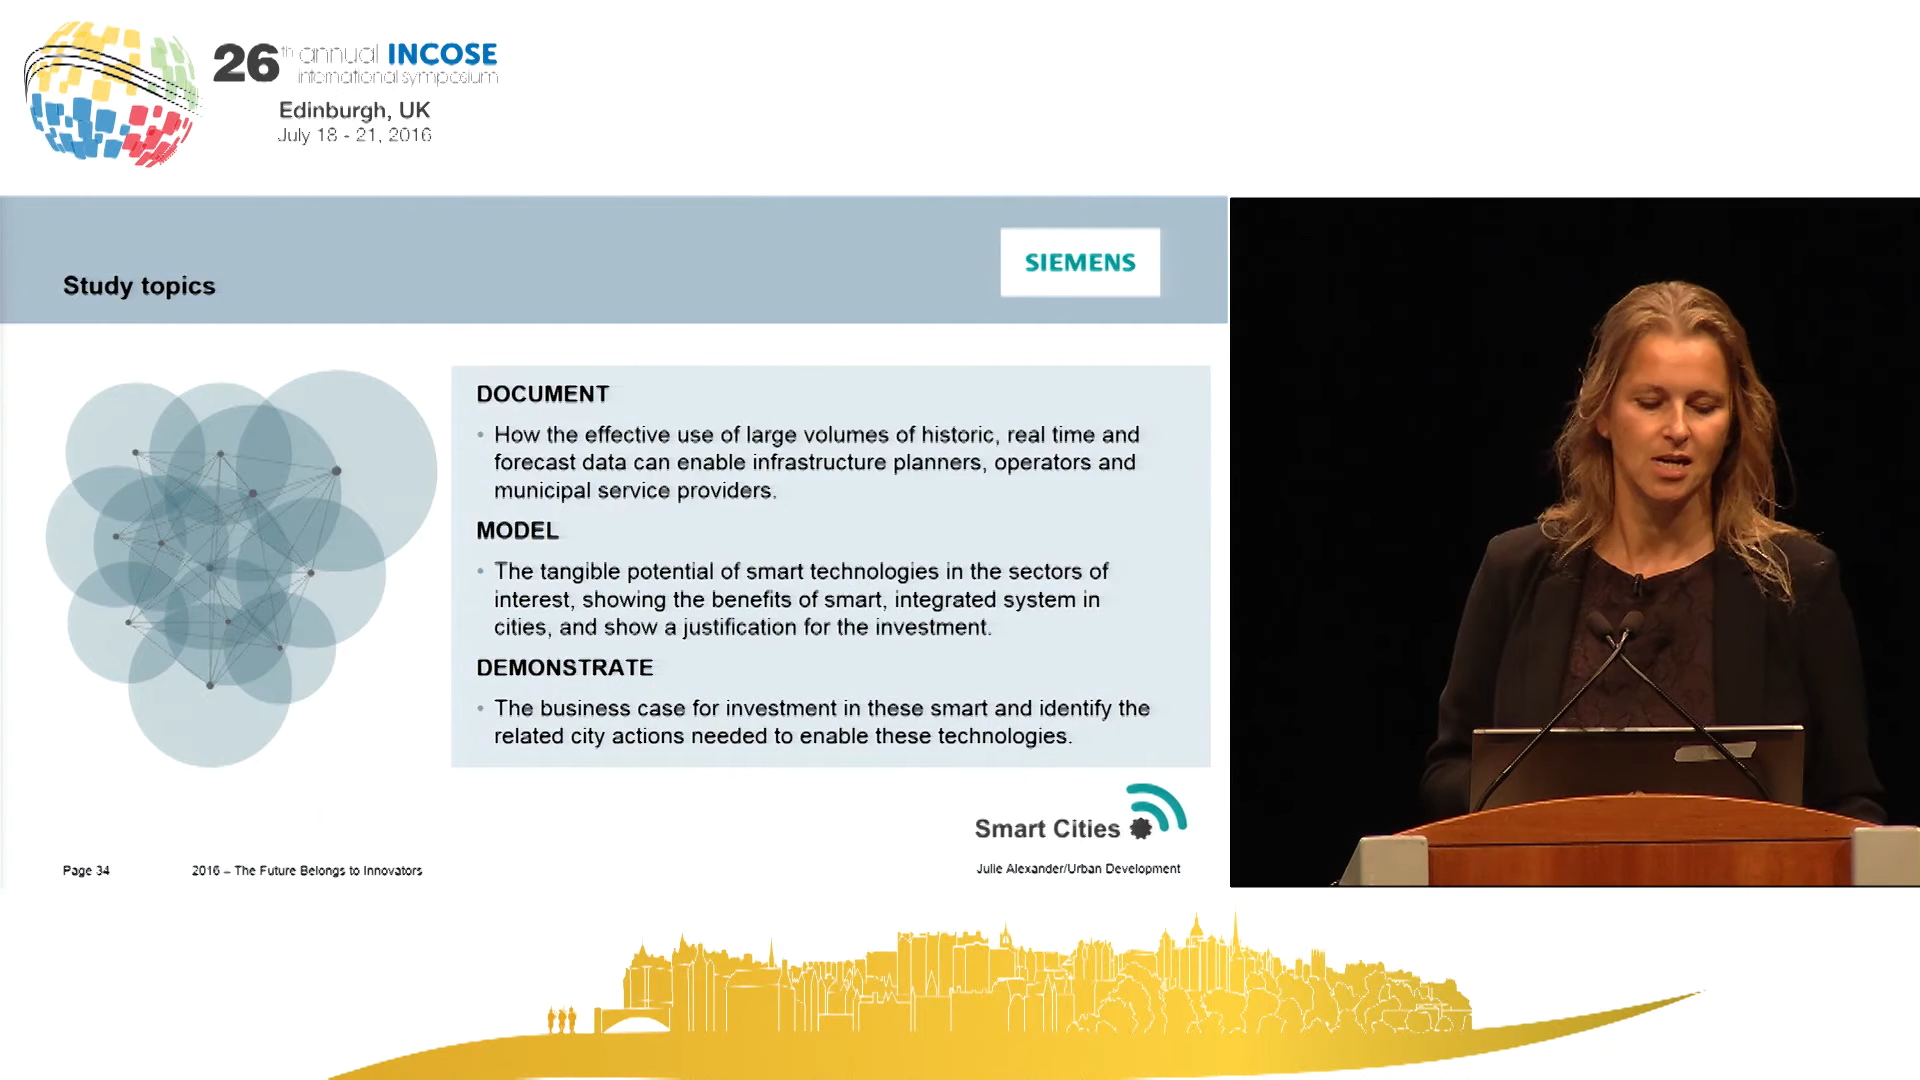 26th annual INCOSE
international symposium
Edinburgh, UK
July 18 - 21, 2016
SIEMENS
Study topics
DOCUMENT
• How the effective use of large volumes of historic, real time and
forecast data can enable infrastructure planners, operators and
municipal service providers.
MODEL
• The tangible potential of smart technologies in the sectors of
interest, showing the benefits of smart, integrated system in
cities, and show a justification for the investment.
DEMONSTRATE
• The business case for investment in these smart and identify the
related city actions needed to enable these technologies.
Smart Cities
Page 34
2016 – The Future Belongs to Innovators
Julie Alexander/Urban Development